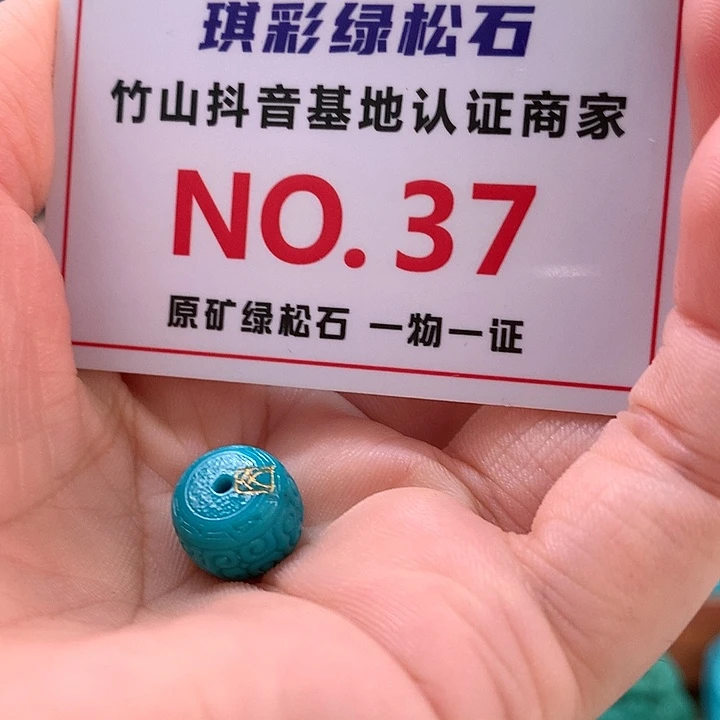 琪彩绿松石
竹山抖音基地认证商家
NO. 37
原矿绿松石 一物一证